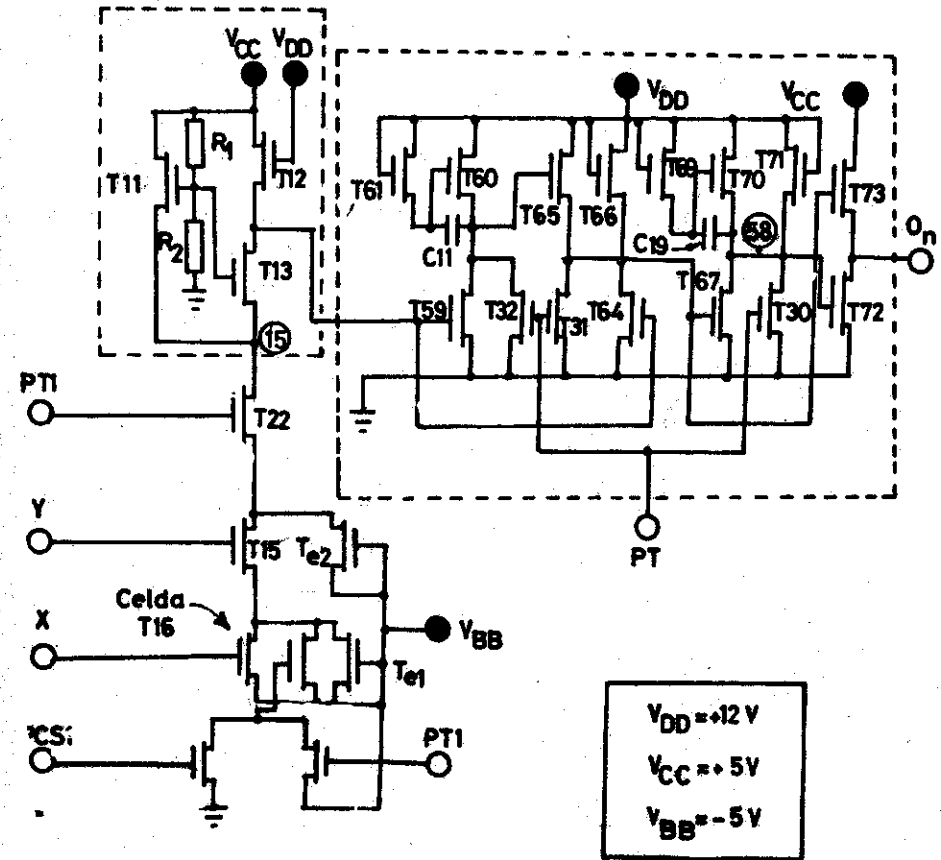 VCC VDD
R1
T11
T12
R2
T13
15
VDD
VCC
T61
T60
T65
T66
T69
T70
T71
T73
C11
C19
58
On
T59
T32
T31
T64
T67
T30
T72
PT1
T22
PT
Y
T15
Te2
Celda
T16
X
VBB
Te1
CSi
PT1
VDD = +12 V
VCC = + 5V
VBB = - 5 V